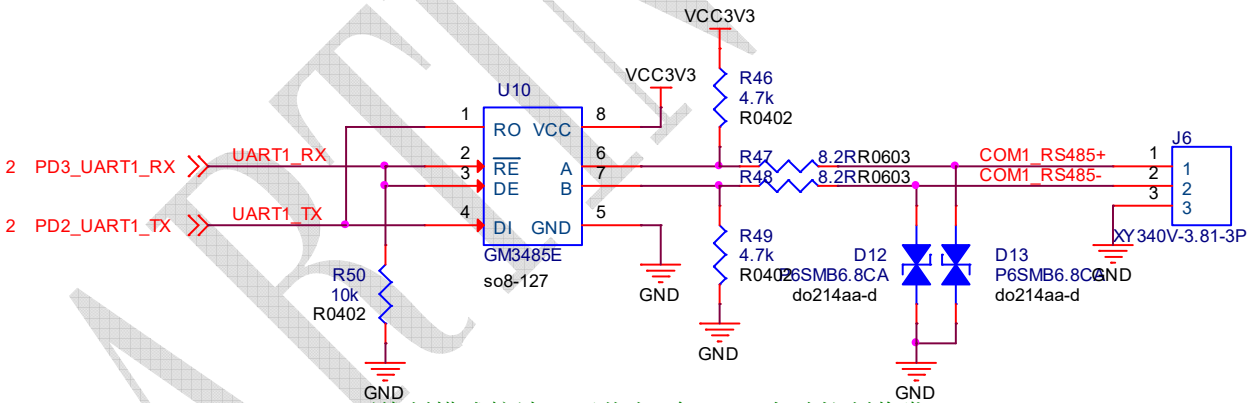 VCC3V3
VCC3V3
R46
4.7k
R0402
U10
1
RO
VCC
8
2
RE
A
6
3
DE
B
7
4
DI
GND
5
GM3485E
so8-127
2 PD3_UART1_RX
UART1_RX
2 PD2_UART1_TX
UART1_TX
R47
8.2R
R0603
R48
8.2R
R0603
COM1_RS485+
COM1_RS485-
J6
1
1
2
2
3
3
XY340V-3.81-3P
GND
R50
10k
R0402
GND
GND
R49
4.7k
R0402
GND
D12
P6SMB6.8CA
do214aa-d
D13
P6SMB6.8CA
do214aa-d
GND